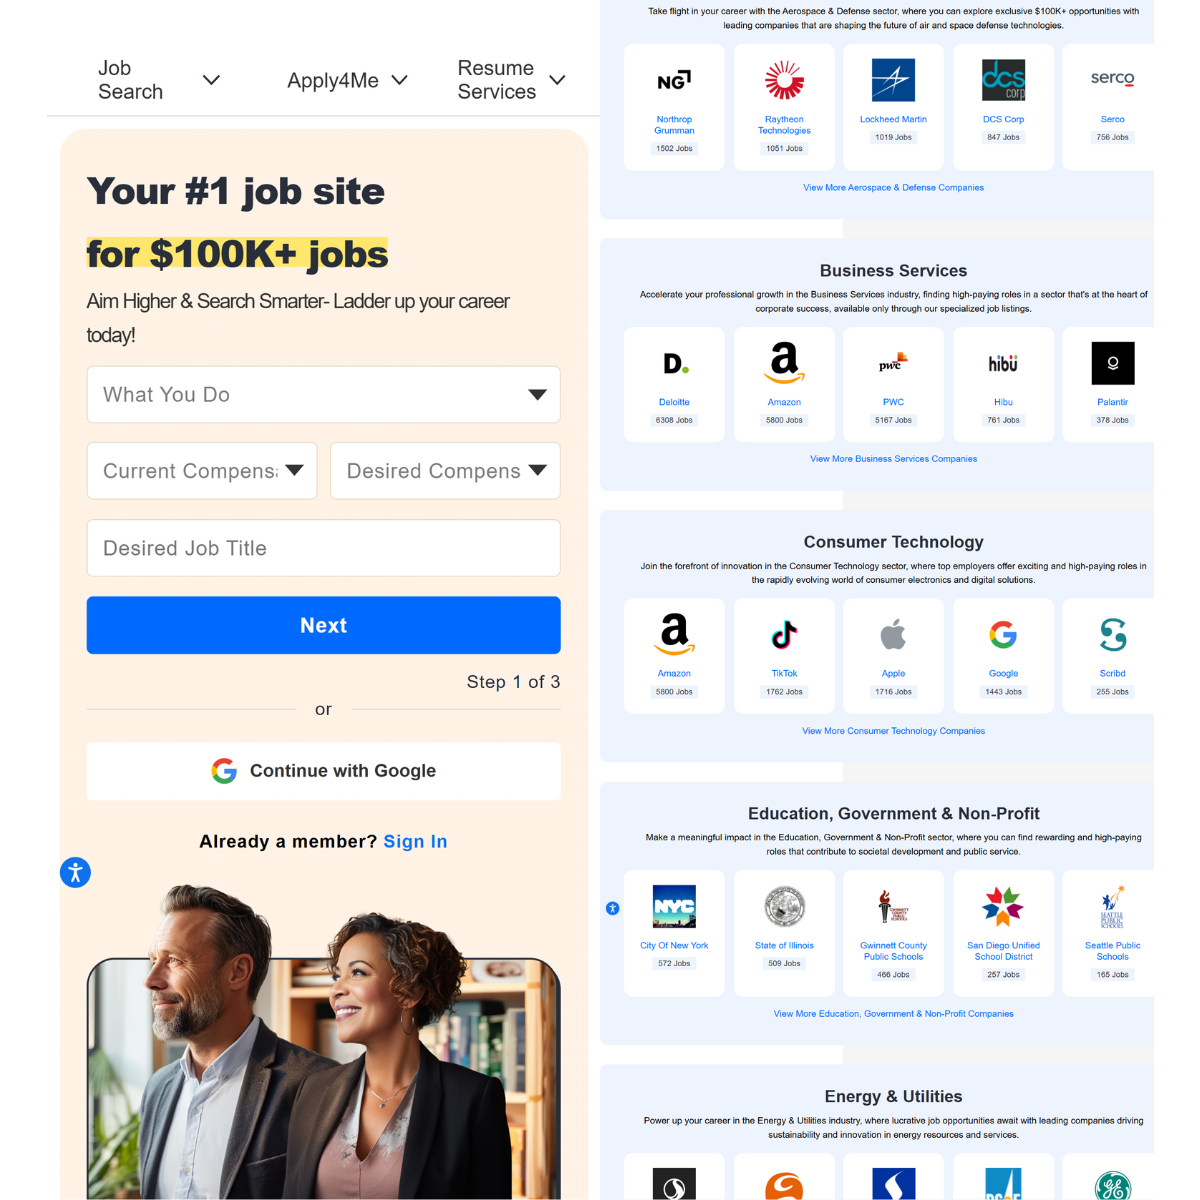 Job
Search
Apply4Me
Resume
Services
Your #1 job site
for $100K+ jobs
Aim Higher & Search Smarter- Ladder up your career
today!
What You Do
Current Compens
Desired Compens
Desired Job Title
Next
Step 1 of 3
or
Continue with Google
Already a member? Sign In
Take flight in your career with the Aerospace & Defense sector, where you can explore exclusive $100K+ opportunities with
leading companies that are shaping the future of air and space defense technologies.
NG
dcs
corp
serco
Northrop
Grumman
1502 Jobs
Raytheon
Technologies
1051 Jobs
Lockheed Martin
1019 Jobs
DCS Corp
847 Jobs
Serco
756 Jobs
View More Aerospace & Defense Companies
Business Services
Accelerate your professional growth in the Business Services industry, finding high-paying roles in a sector that's at the heart of
corporate success, available only through our specialized job listings.
D.
a
pwc
hibu
Deloitte
6308 Jobs
Amazon
5800 Jobs
PWC
5167 Jobs
Hibu
761 Jobs
Palantir
378 Jobs
View More Business Services Companies
Consumer Technology
Join the forefront of innovation in the Consumer Technology sector, where top employers offer exciting and high-paying roles in
the rapidly evolving world of consumer electronics and digital solutions.
a
G
Amazon
5800 Jobs
TikTok
1762 Jobs
Apple
1716 Jobs
Google
1443 Jobs
Scribd
255 Jobs
View More Consumer Technology Companies
Education, Government & Non-Profit
Make a meaningful impact in the Education, Government & Non-Profit sector, where you can find rewarding and high-paying
roles that contribute to societal development and public service.
NYC
GWINNETT
COUNTY
PUBLIC
SCHOOLS
SEATTLE
PUBLIC
SCHOOLS
City Of New York
572 Jobs
State of Illinois
509 Jobs
Gwinnett County
Public Schools
466 Jobs
San Diego Unified
School District
257 Jobs
Seattle Public
Schools
165 Jobs
View More Education, Government & Non-Profit Companies
Energy & Utilities
Power up your career in the Energy & Utilities industry, where lucrative job opportunities await with leading companies driving
sustainability and innovation in energy resources and services.